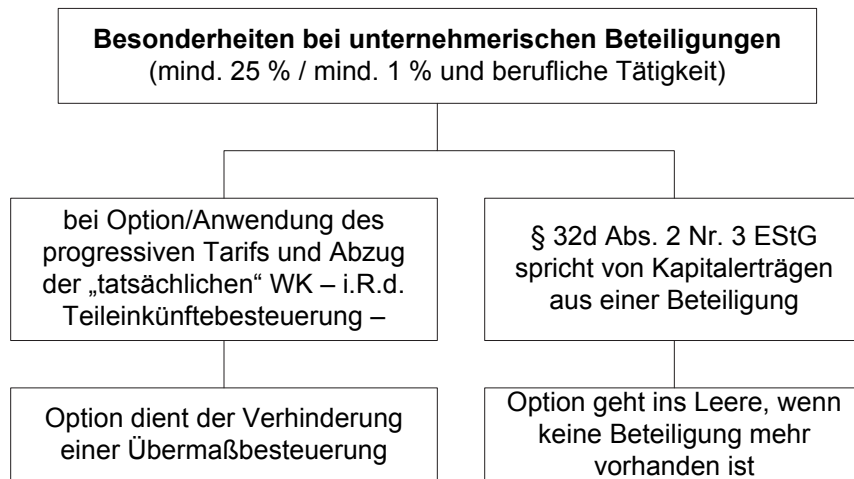 Besonderheiten bei unternehmerischen Beteiligungen
(mind. 25 % / mind. 1 % und berufliche Tätigkeit)
bei Option/Anwendung des
progressiven Tarifs und Abzug
der „tatsächlichen“ WK – i.R.d.
Teileinkünftebesteuerung –
§ 32d Abs. 2 Nr. 3 EStG
spricht von Kapitalerträgen
aus einer Beteiligung
Option dient der Verhinderung
einer Übermaßbesteuerung
Option geht ins Leere, wenn
keine Beteiligung mehr
vorhanden ist